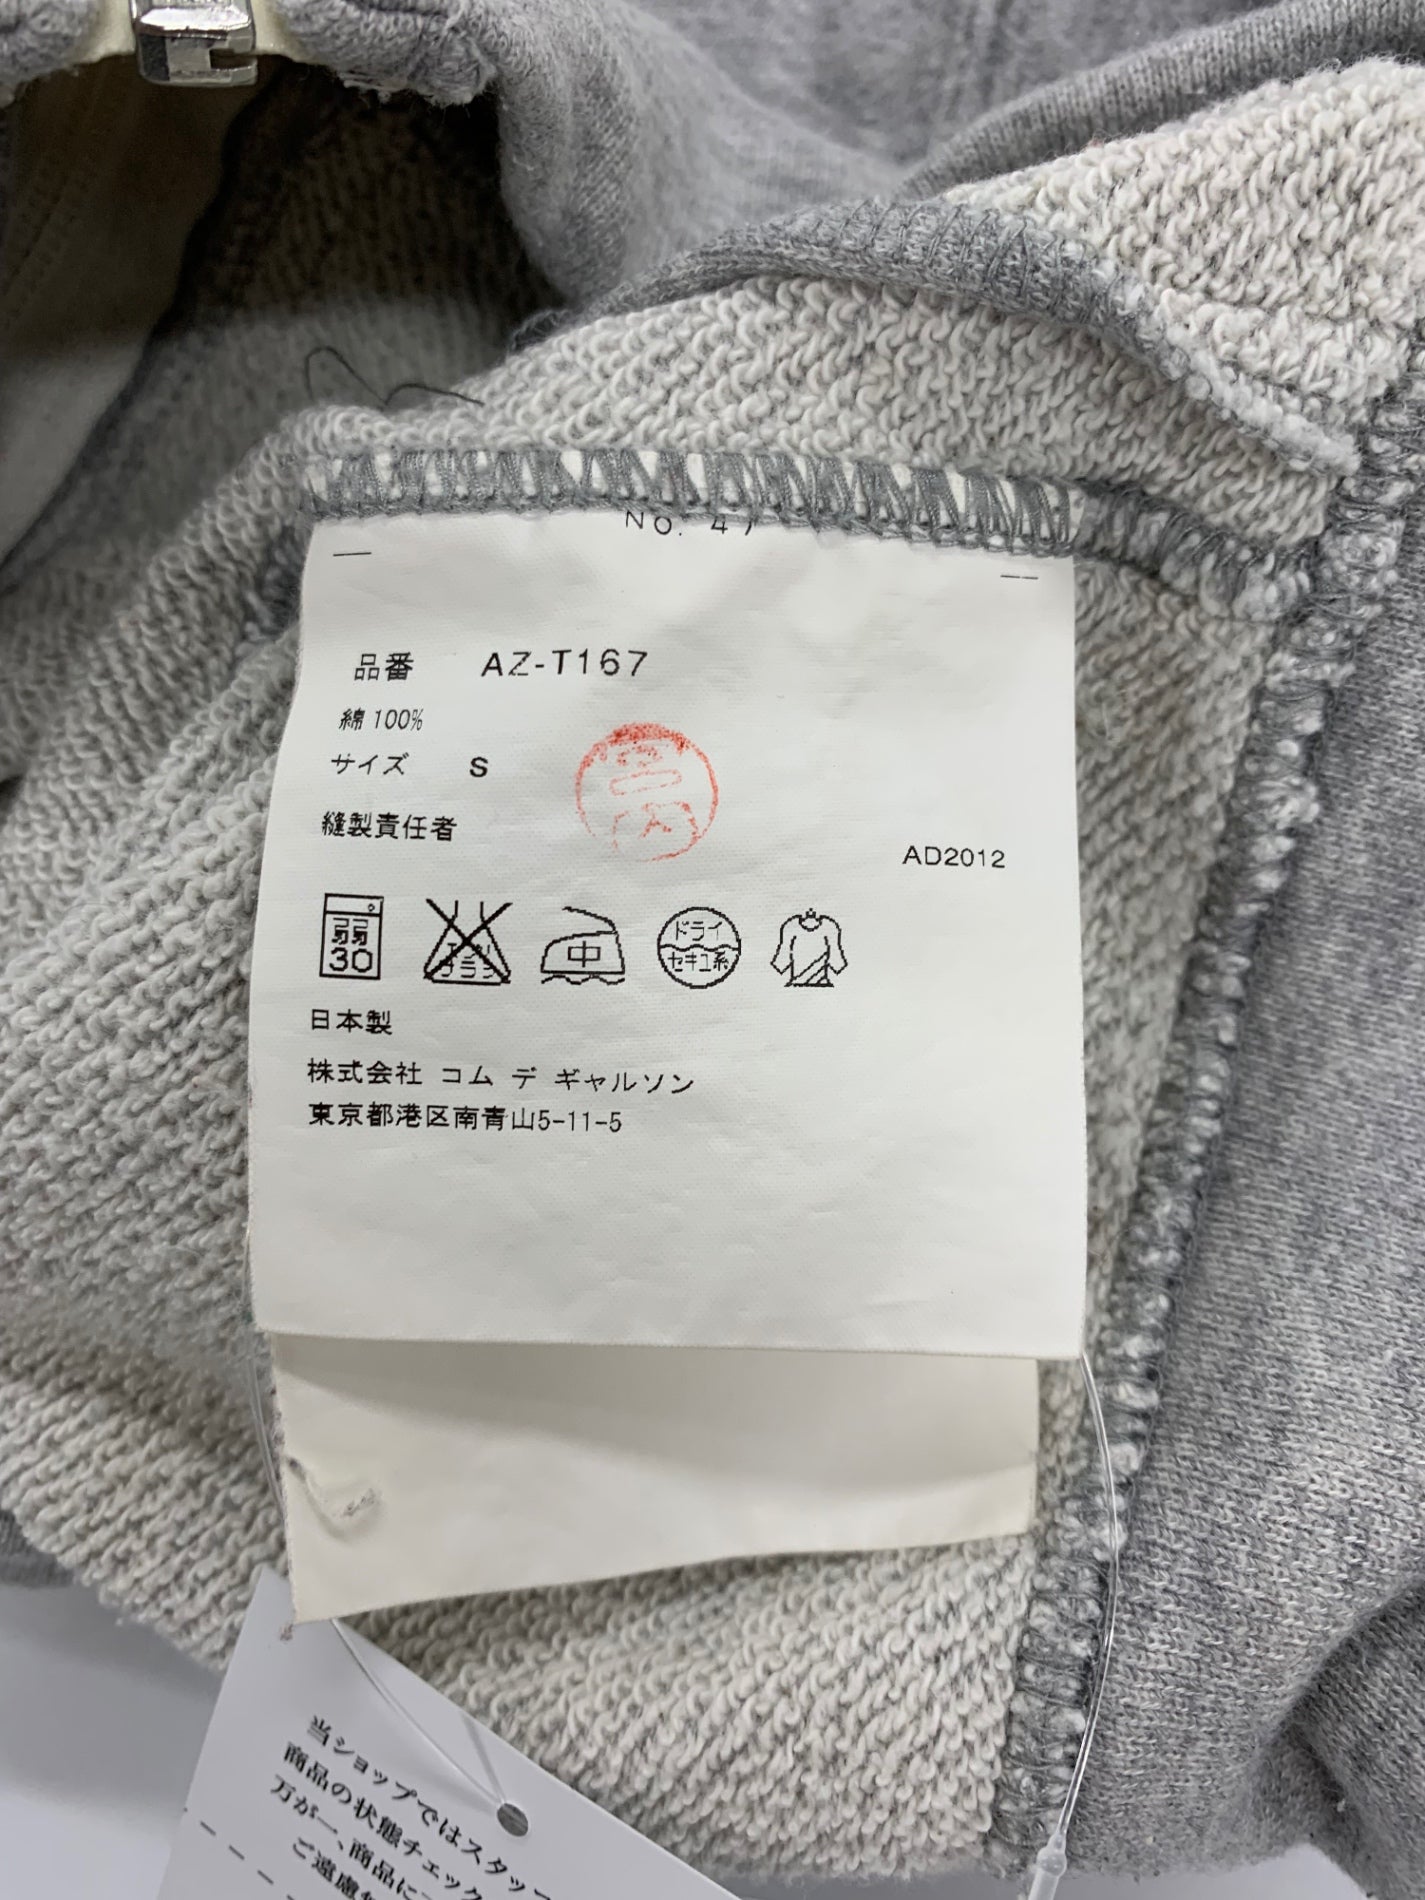 品番 AZ-T167
綿 100%
サイズ S
縫製責任者
AD2012
弱
30
中
ドライ
セキユ系
日本製
株式会社 コム デ ギャルソン
東京都港区南青山5-11-5
当ショップではスタッ
商品の状態チェック
万が一、商品に
ご遠慮